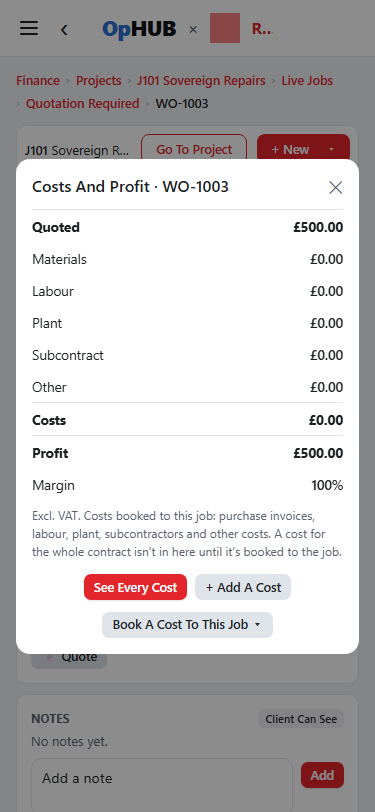 OpHUB × R..
Finance › Projects › J101 Sovereign Repairs › Live Jobs
› Quotation Required › WO-1003
J101 Sovereign R... Go To Project + New
Costs And Profit · WO-1003
Quoted £500.00
Materials £0.00
Labour £0.00
Plant £0.00
Subcontract £0.00
Other £0.00
Costs £0.00
Profit £500.00
Margin 100%
Excl. VAT. Costs booked to this job: purchase invoices,
labour, plant, subcontractors and other costs. A cost for
the whole contract isn't in here until it's booked to the job.
See Every Cost + Add A Cost
Book A Cost To This Job
Quote
NOTES Client Can See
No notes yet.
Add a note Add